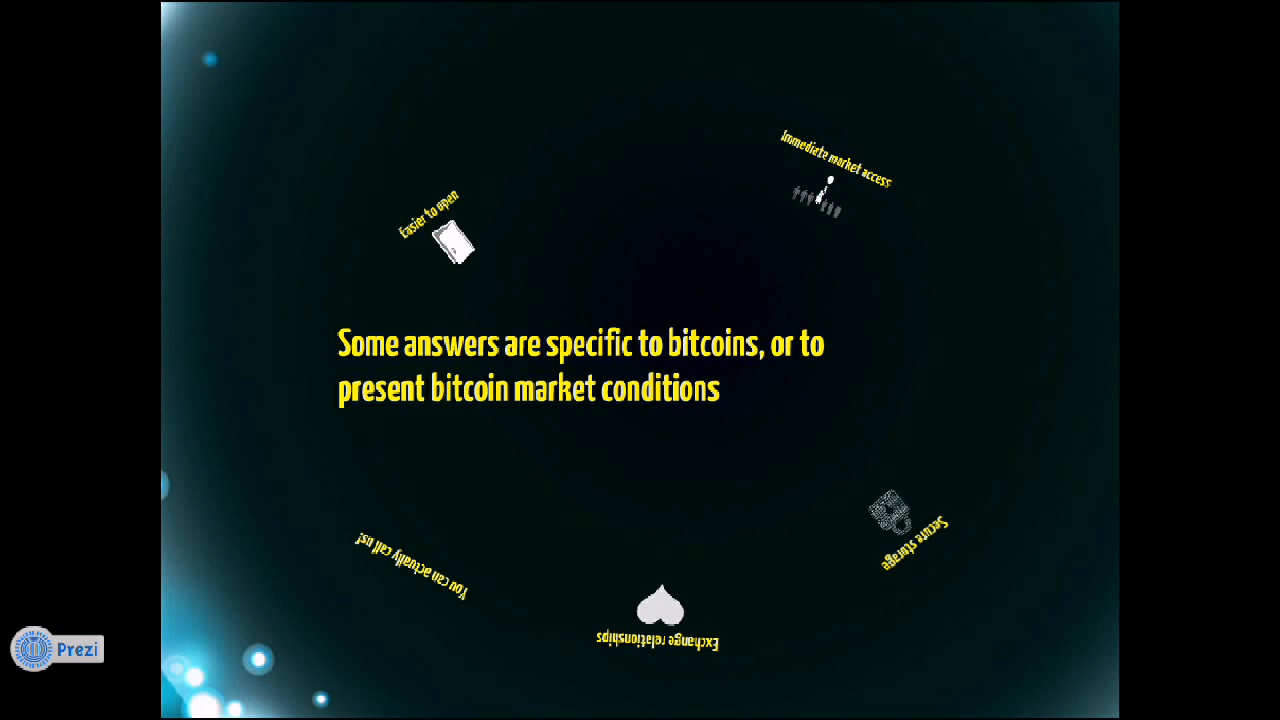 Immediate market access
Easier to open
Some answers are specific to bitcoins, or to
present bitcoin market conditions
Secure storage
You can actually call us!
Exchange relationships
Prezi